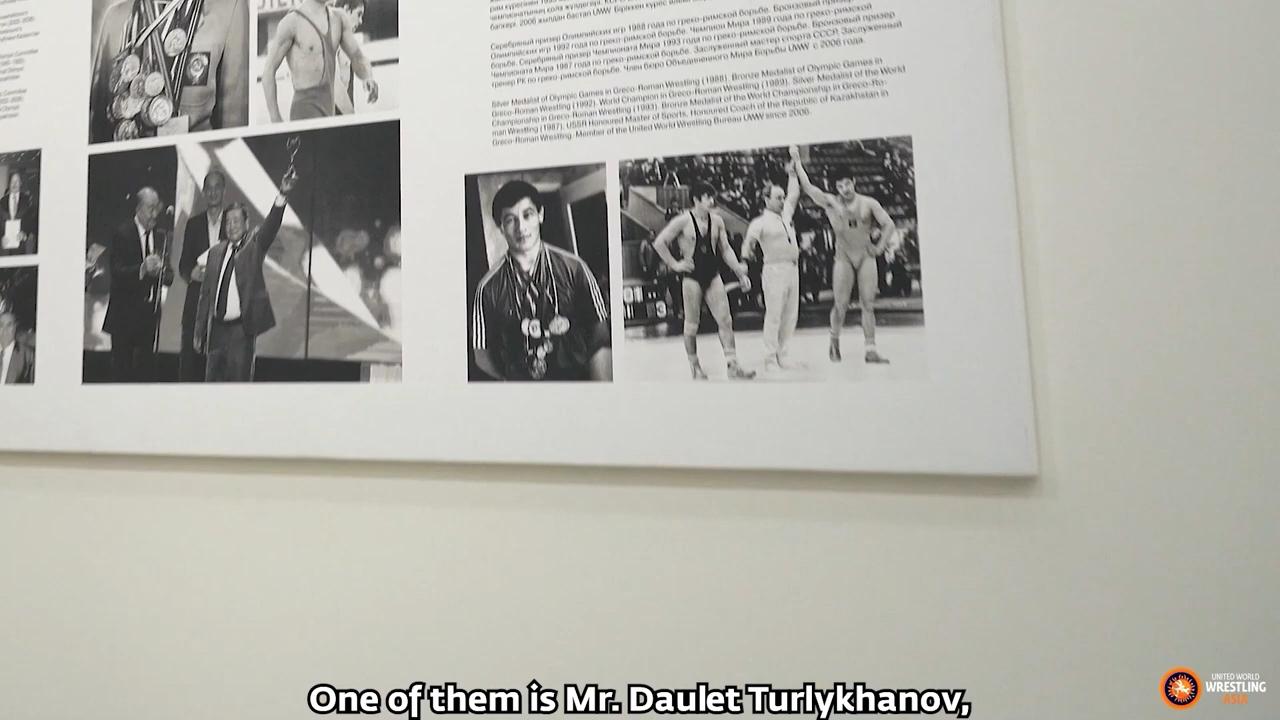 Серебряный призер Олимпийских игр 1988 года по греко-римской борьбе. Бронзовый призер
Олимпийских игр 1992 года по греко-римской борьбе. Чемпион Мира 1989 года по греко-римской
борьбе. Серебряный призер Чемпионата Мира 1993 года по греко-римской борьбе. Бронзовый призер
Чемпионата Мира 1987 года по греко-римской борьбе. Заслуженный мастер спорта СССР. Заслуженный
тренер РК по греко-римской борьбе. Член бюро Объединенного Мира Борьбы UWW с 2006 года.
Silver Medalist of Olympic Games in Greco-Roman Wrestling (1988). Bronze Medalist of Olympic Games in
Greco-Roman Wrestling (1992). World Champion in Greco-Roman Wrestling (1989). Silver Medalist of the World
Championship in Greco-Roman Wrestling (1993). Bronze Medalist of the World Championship in Greco-Ro-
man Wrestling (1987). USSR Honoured Master of Sports, Honoured Coach of the Republic of Kazakhstan in
Greco-Roman Wrestling. Member of the United World Wrestling Bureau UWW since 2006.
One of them is Mr. Daulet Turlykhanov,
UNITED WORLD
WRESTLING
ASIA